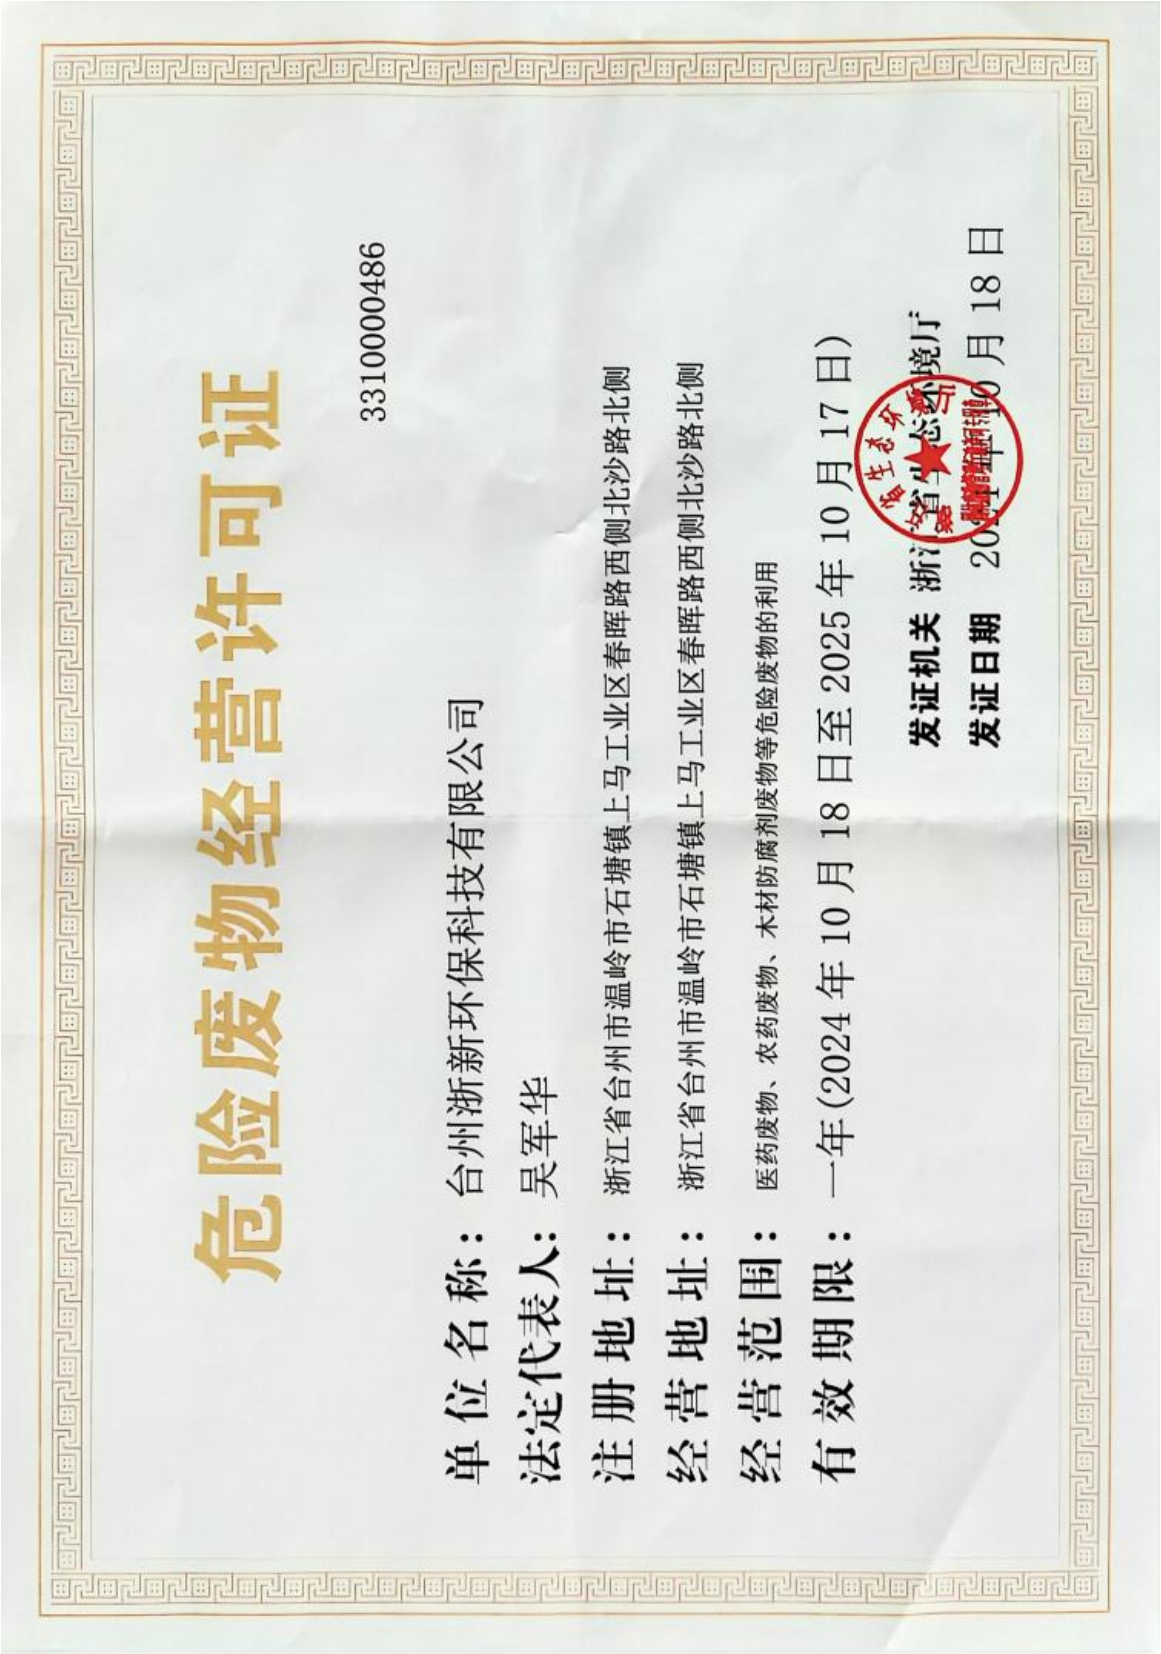 危险废物经营许可证
3310000486
单位名称：台州浙新环保科技有限公司
法定代表人：吴军华
注册地址：浙江省台州市温岭市石塘镇上马工业区春晖路西侧北沙路北侧
经营地址：浙江省台州市温岭市石塘镇上马工业区春晖路西侧北沙路北侧
经营范围：医药废物、农药废物、木材防腐剂废物等危险废物的利用
有效期限：一年(2024年10月18日至2025年10月17日)
发证机关 浙江省生态环境厅
发证日期 2024年10月18日